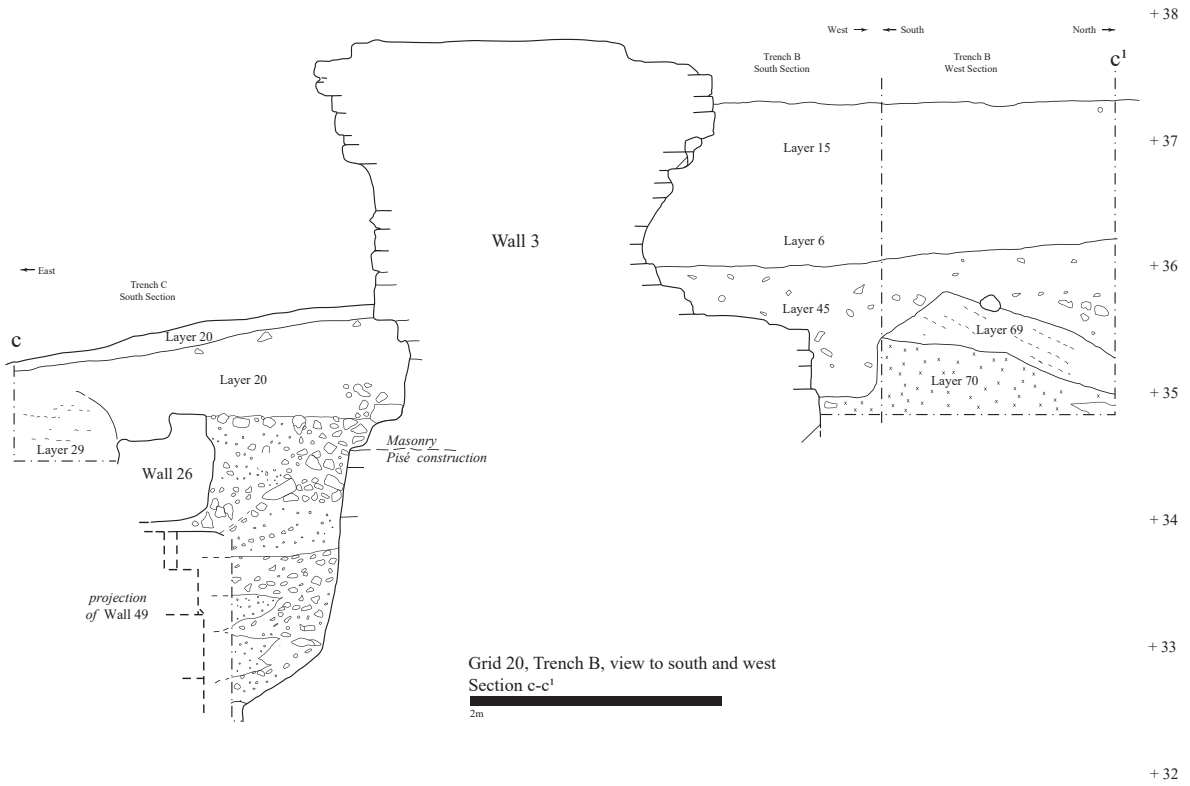 + 38
West → ← South North →
Trench B
South Section
Trench B
West Section
c¹
+ 37
Layer 15
Wall 3
Layer 6
+ 36
← East
Trench C
South Section
Layer 45
Layer 69
c
Layer 20
Layer 20
Layer 70
+ 35
Layer 29
Masonry
Pisé construction
Wall 26
+ 34
projection
of Wall 49
+ 33
Grid 20, Trench B, view to south and west
Section c-c¹
2m
+ 32